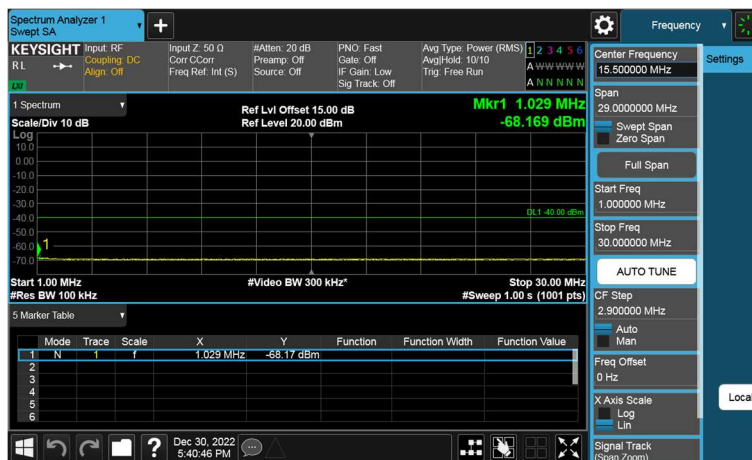 Spectrum Analyzer 1
Swept SA
Frequency
KEYSIGHT
RL
LXI
Input: RF
Coupling: DC
Align: Off
Input Z: 50 Ω
Corr CCorr
Freq Ref: Int (S)
#Atten: 20 dB
Preamp: Off
Source: Off
PNO: Fast
Gate: Off
IF Gain: Low
Sig Track: Off
Avg Type: Power (RMS)
Avg|Hold: 10/10
Trig: Free Run
1 2 3 4 5 6
A W W W W W
A N N N N N
1 Spectrum
Scale/Div 10 dB
Ref Lvl Offset 15.00 dB
Ref Level 20.00 dBm
Mkr1 1.029 MHz
-68.169 dBm
Log
10.0
0.00
-10.0
-20.0
-30.0
-40.0
-50.0
-60.0
-70.0
DL1 -40.00 dBm
1
Start 1.00 MHz
#Res BW 100 kHz
#Video BW 300 kHz*
Stop 30.00 MHz
#Sweep 1.00 s (1001 pts)
5 Marker Table
Mode Trace Scale X Y Function Function Width Function Value
1 N 1 f 1.029 MHz -68.17 dBm
2
3
4
5
6
Dec 30, 2022
5:40:46 PM
Center Frequency
15.500000 MHz
Span
29.0000000 MHz
Swept Span
Zero Span
Full Span
Start Freq
1.000000 MHz
Stop Freq
30.000000 MHz
AUTO TUNE
CF Step
2.900000 MHz
Auto
Man
Freq Offset
0 Hz
X Axis Scale
Log
Lin
Signal Track
(Span Zoom)
Settings
Local